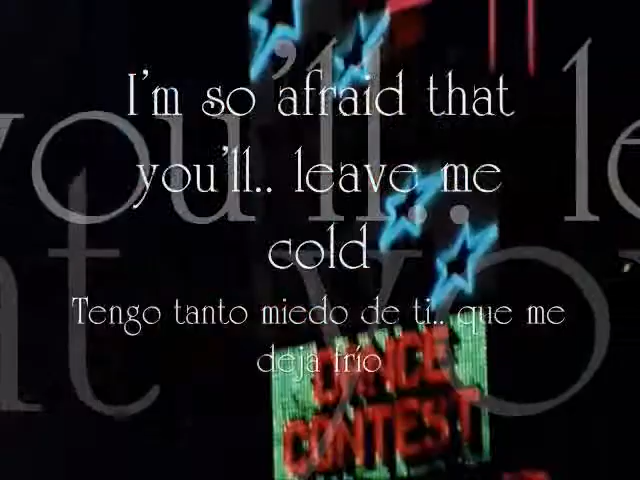 I'm so afraid that
you'll.. leave me
cold
Tengo tanto miedo de ti.. que me
deja frío
DANCE
CONTEST